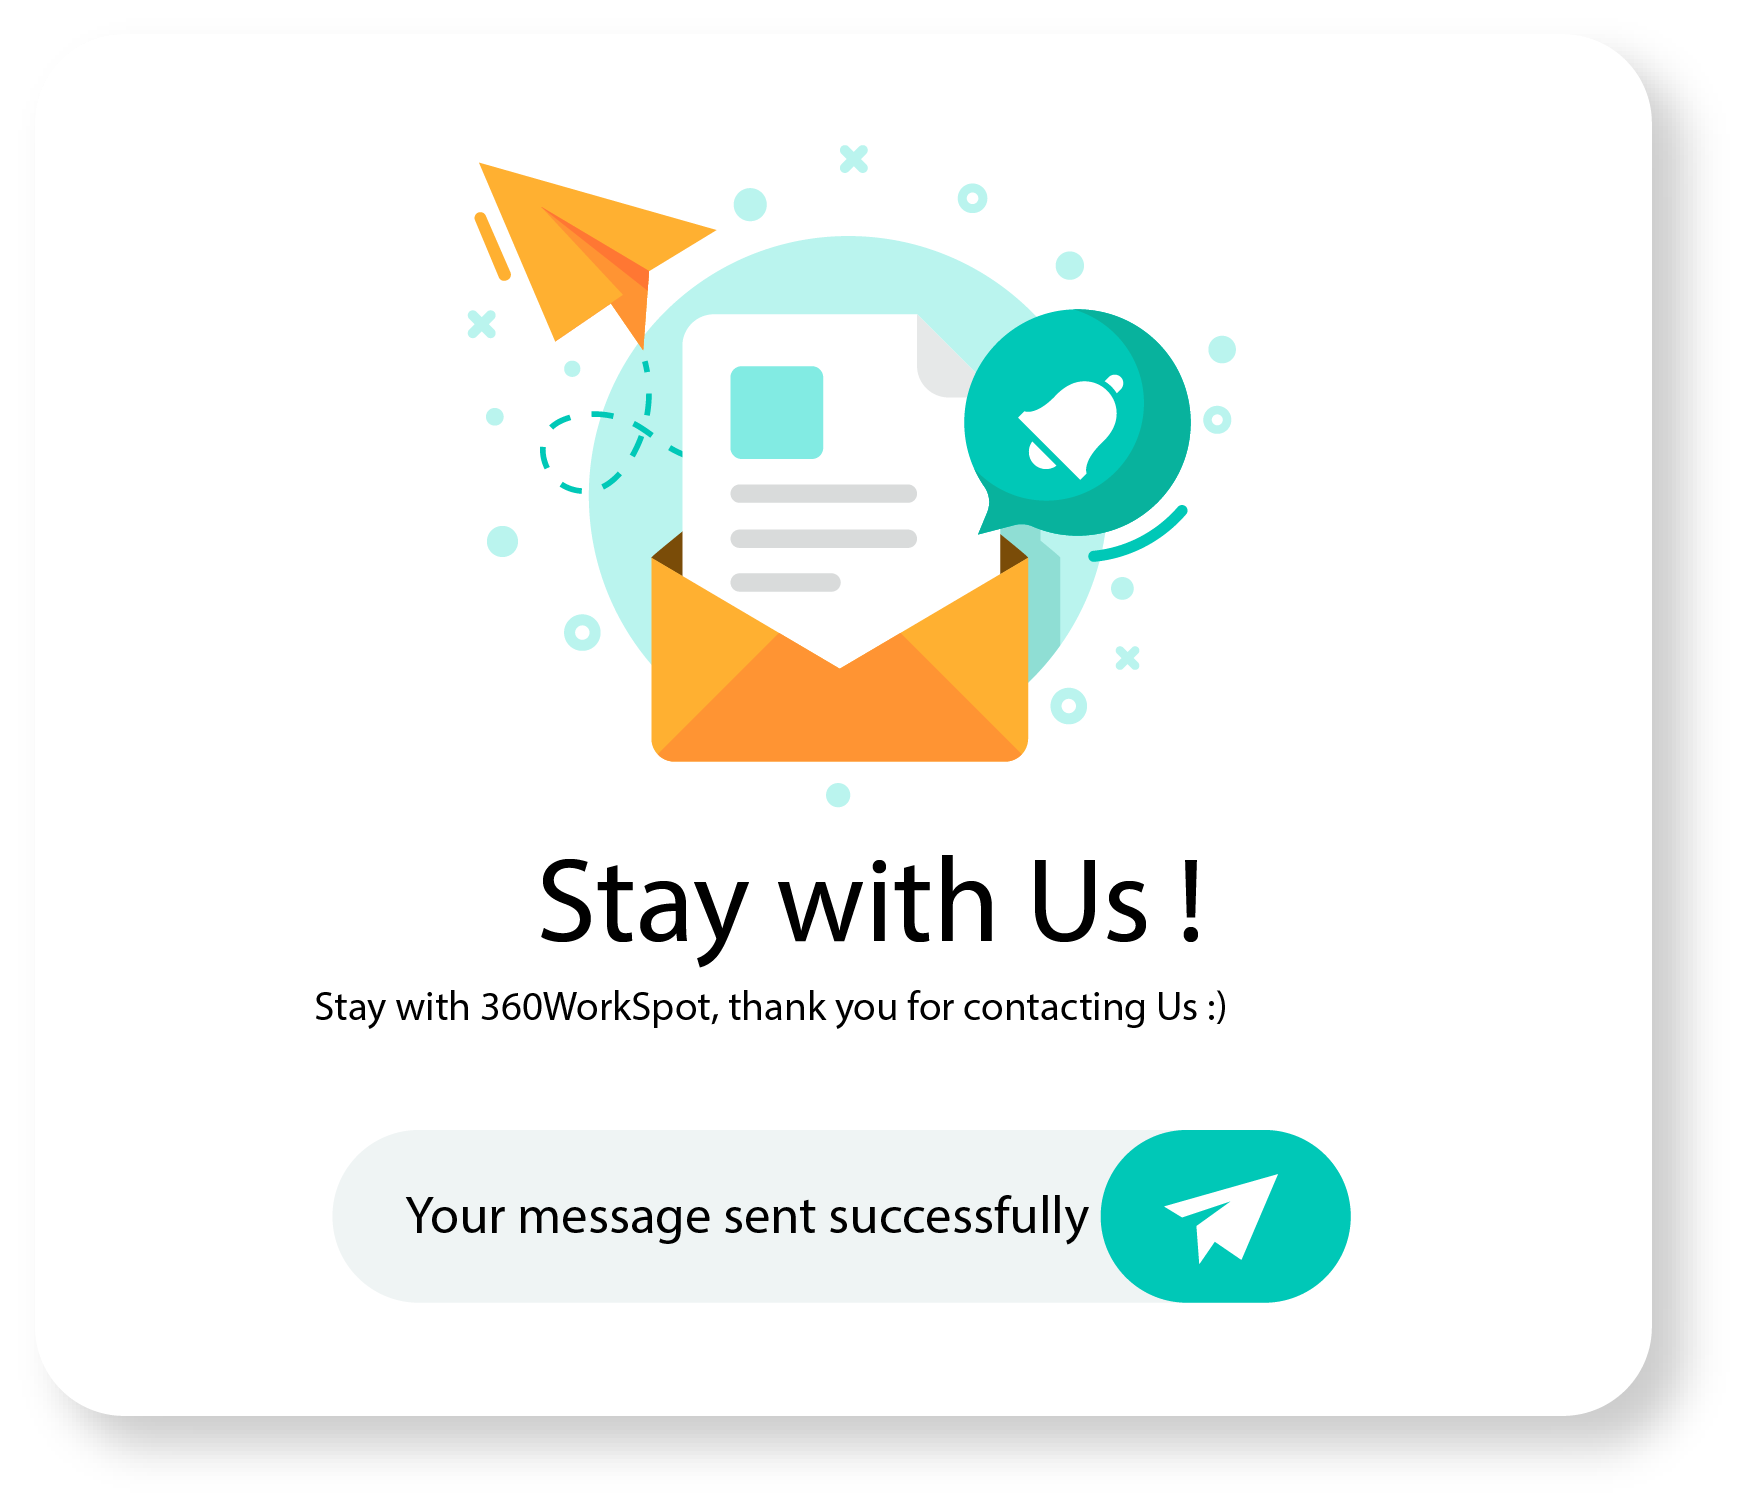 Stay with Us !
Stay with 360WorkSpot, thank you for contacting Us :)
Your message sent successfully